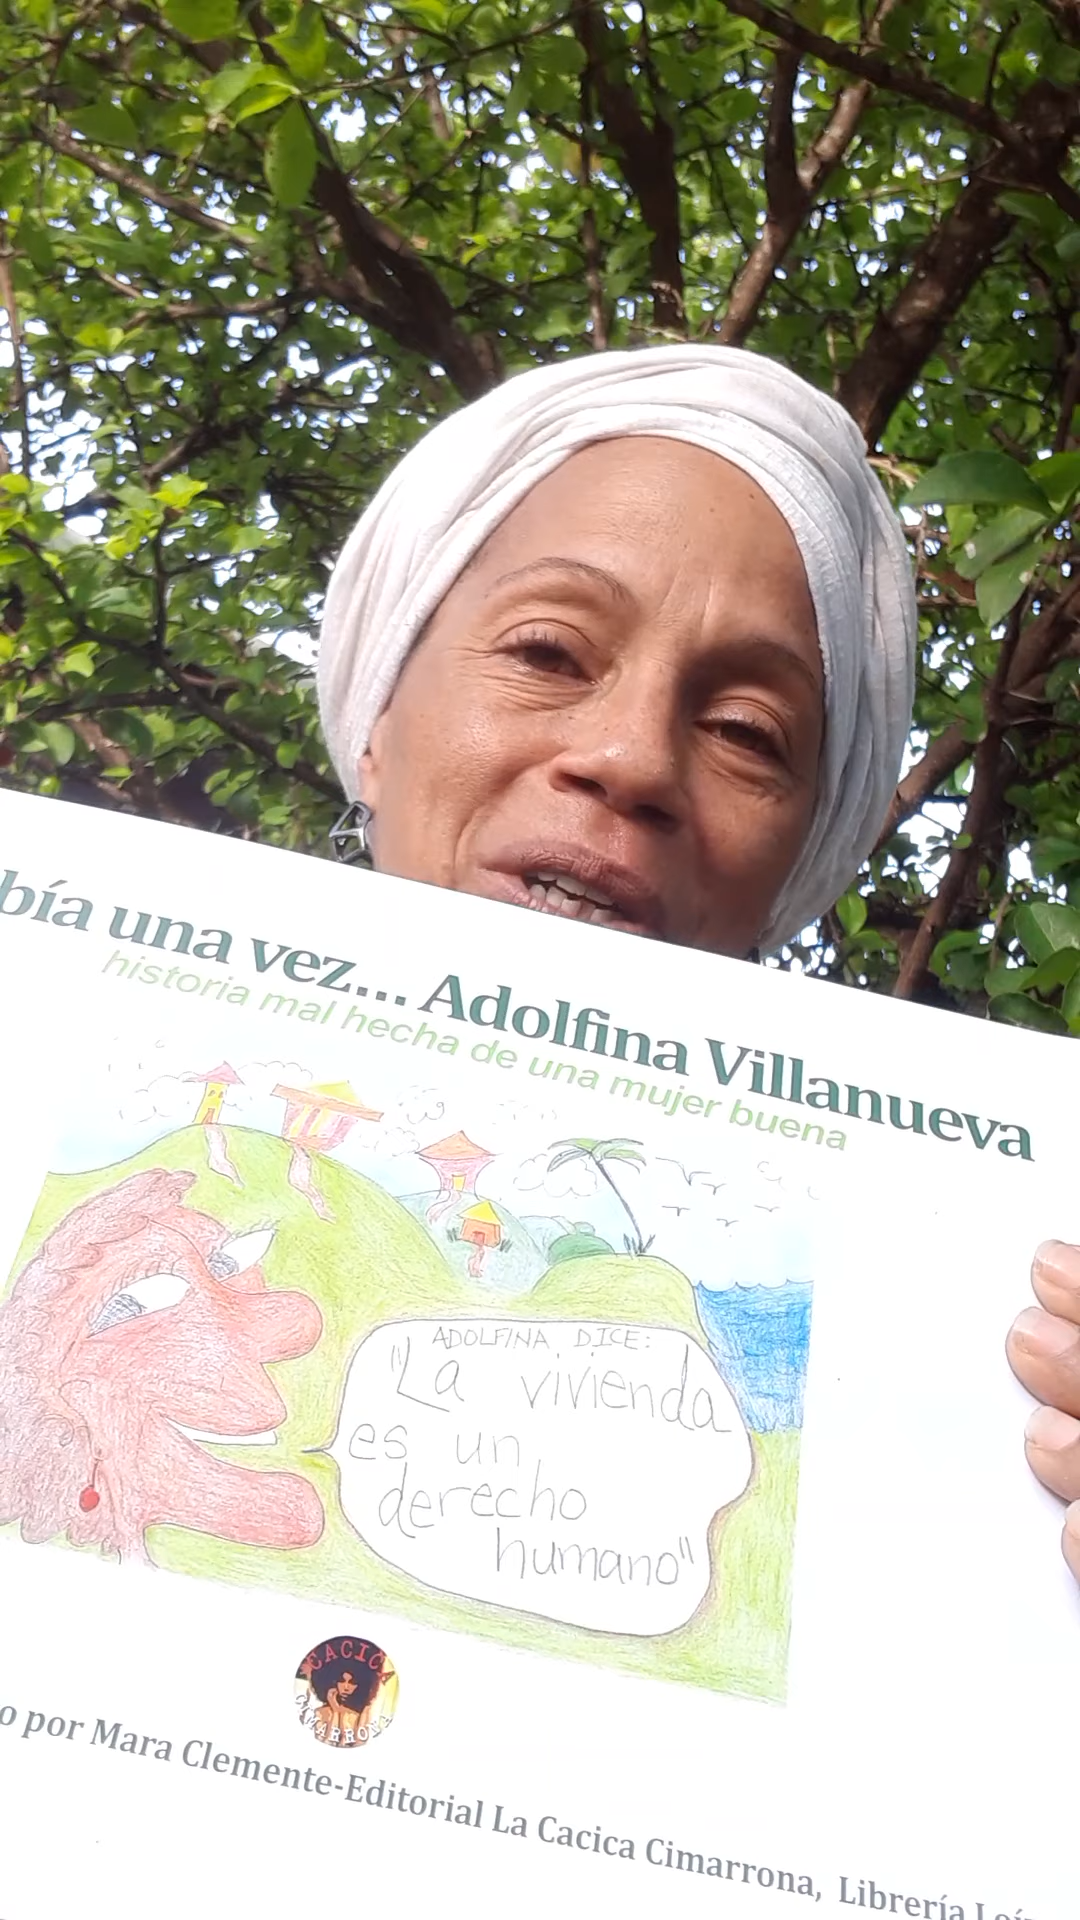 bía una vez... Adolfina Villanueva
historia mal hecha de una mujer buena
ADOLFINA DICE:
"La vivienda
es un
derecho
humano"
CACICA
CIMARRONA
o por Mara Clemente-Editorial La Cacica Cimarrona, Librería